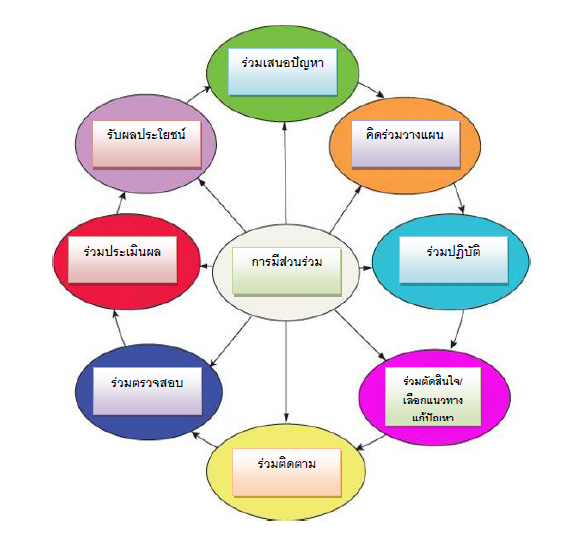 ร่วมเสนอปัญหา
คิดร่วมวางแผน
ร่วมปฏิบัติ
ร่วมตัดสินใจ/
เลือกแนวทาง
แก้ปัญหา
ร่วมติดตาม
ร่วมตรวจสอบ
ร่วมประเมินผล
รับผลประโยชน์
การมีส่วนร่วม